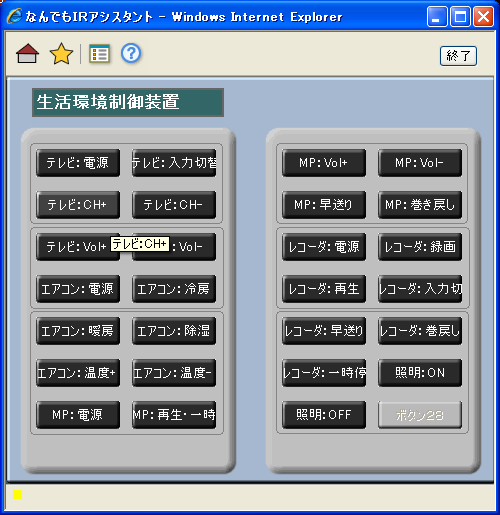 なんでもIRアシスタント - Windows Internet Explorer
終了
生活環境制御装置
テレビ:電源
テレビ:入力切替
テレビ:CH+
テレビ:CH-
テレビ:Vol+
テレビ:CH+
:Vol-
エアコン:電源
エアコン:冷房
エアコン:暖房
エアコン:除湿
エアコン:温度+
エアコン:温度-
MP:電源
MP:再生・一時
MP:Vol+
MP:Vol-
MP:早送り
MP:巻き戻し
レコーダ:電源
レコーダ:録画
レコーダ:再生
レコーダ:入力切
レコーダ:早送り
レコーダ:巻戻し
レコーダ:一時停
照明:ON
照明:OFF
ボタン28